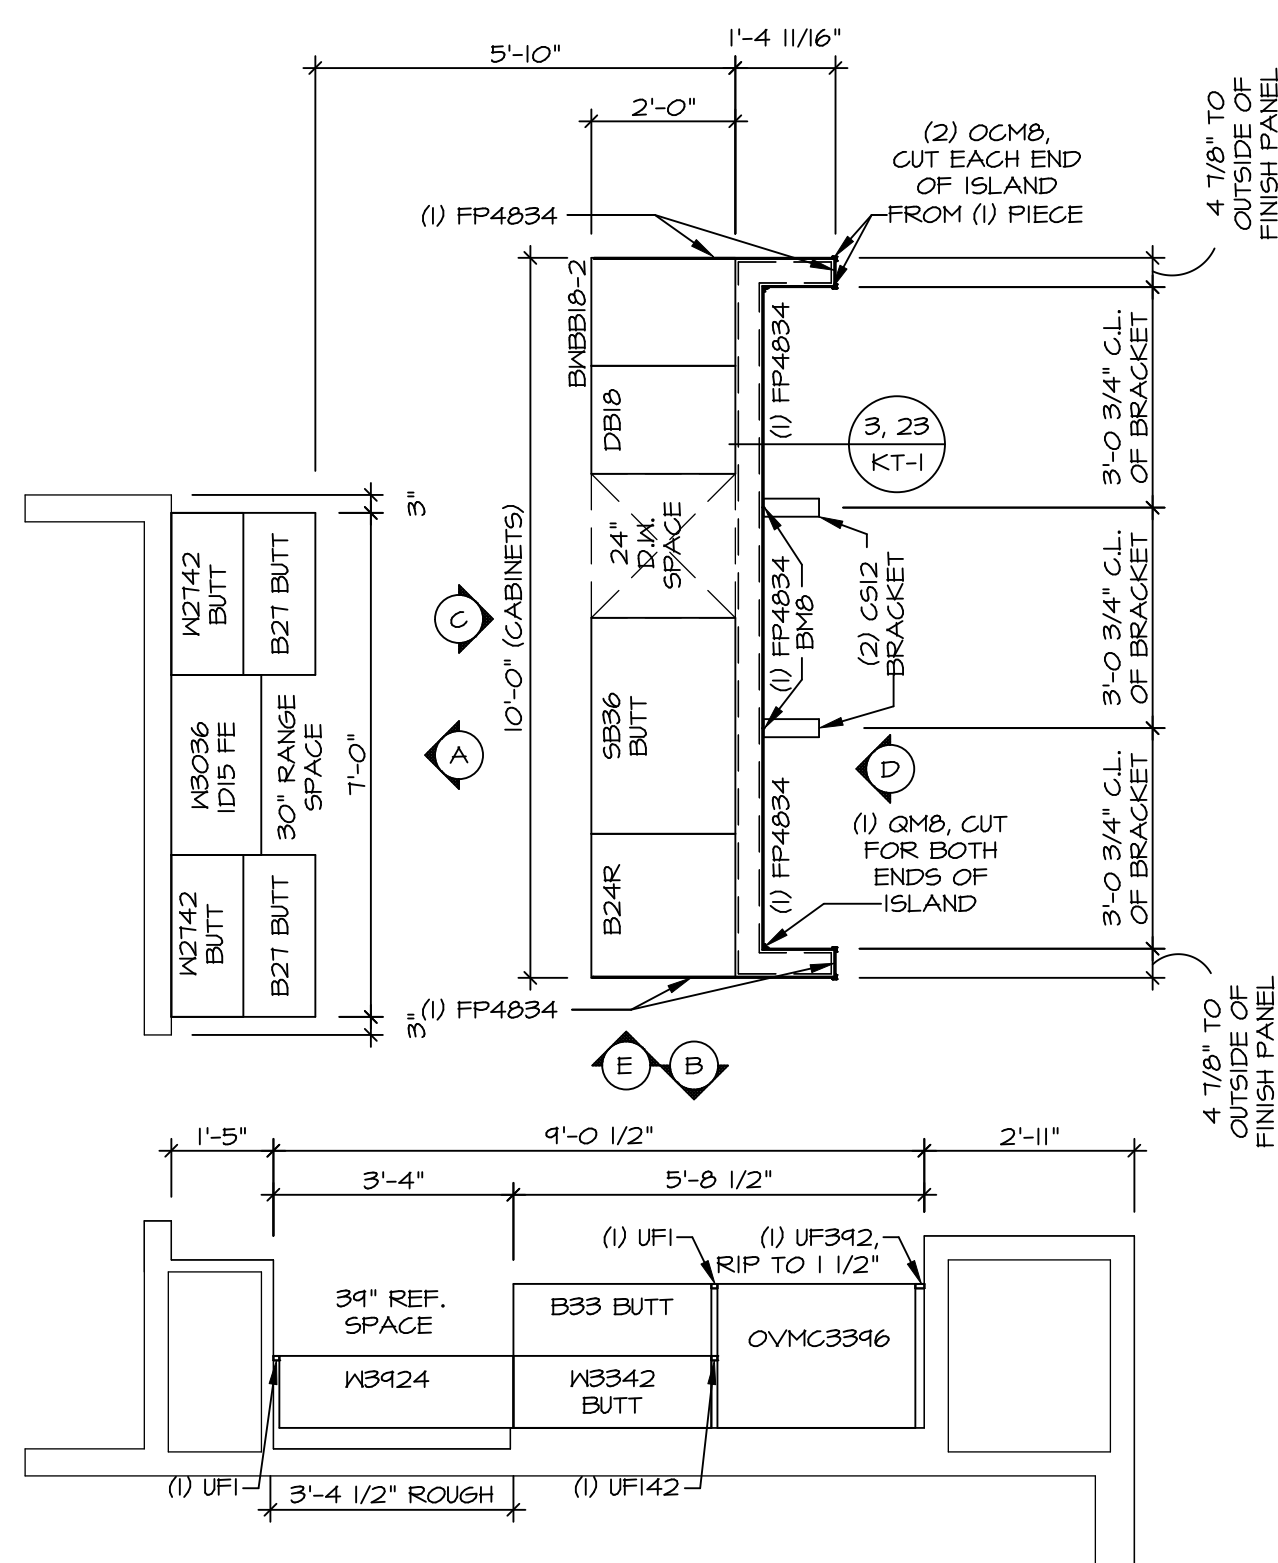 5'-10"
1'-4 11/16"
2'-0"
(2) OCM8,
CUT EACH END
OF ISLAND
FROM (1) PIECE
4 7/8" TO
OUTSIDE OF
FINISH PANEL
(1) FP4834
BWBB18-2
DB18
24"
D.W.
SPACE
SB36
BUTT
B24R
10'-0" (CABINETS)
(1) FP4834
3, 23
KT-1
(1) FP4834
BM8
(2) CS12
BRACKET
(1) FP4834
3'-0 3/4" C.L.
OF BRACKET
3'-0 3/4" C.L.
OF BRACKET
3'-0 3/4" C.L.
OF BRACKET
3"
W2742
BUTT
B27 BUTT
W3036
1D15 FE
30" RANGE
SPACE
7'-0"
W2742
BUTT
B27 BUTT
3"
C
A
D
(1) QM8, CUT
FOR BOTH
ENDS OF
ISLAND
(1) FP4834
E
B
4 7/8" TO
OUTSIDE OF
FINISH PANEL
1'-5"
9'-0 1/2"
2'-11"
3'-4"
5'-8 1/2"
(1) UF1
(1) UF392,
RIP TO 1 1/2"
39" REF.
SPACE
B33 BUTT
OVMC3396
W3924
W3342
BUTT
(1) UF1
3'-4 1/2" ROUGH
(1) UF142